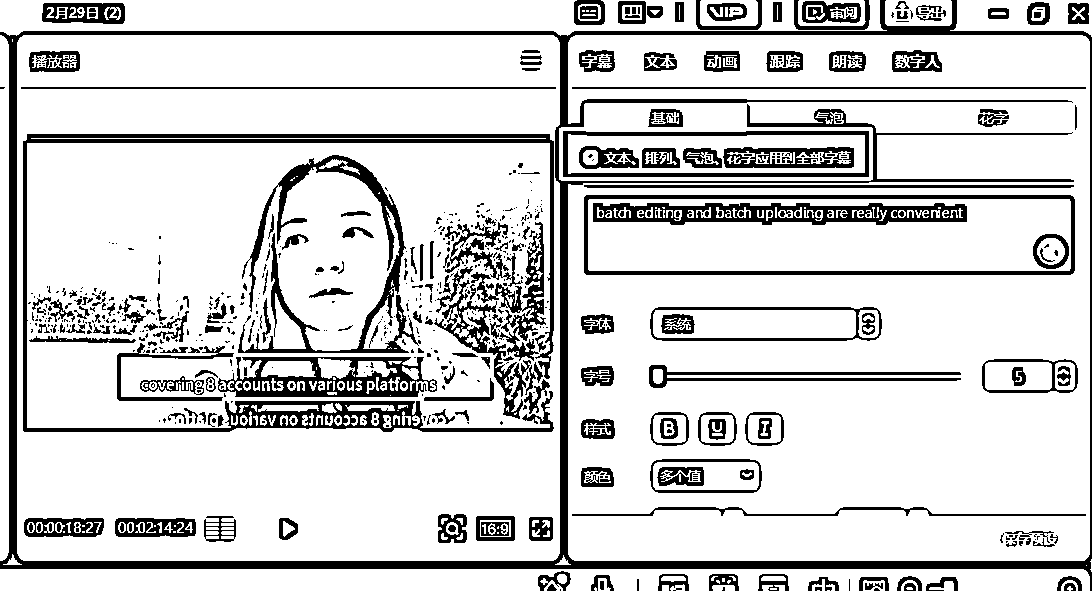 2月29日 (2)
VIP
审阅
导出
播放器
字幕 文本 动画 跟踪 朗读 数字人
基础 气泡 花字
文本、排列、气泡、花字应用到全部字幕
batch editing and batch uploading are really convenient
字体 系统
字号 5
样式 B U I
颜色 多个值
covering 8 accounts on various platforms
covering 8 accounts on various platforms
00:00:18:27 00:02:14:24
16:9
保存预设